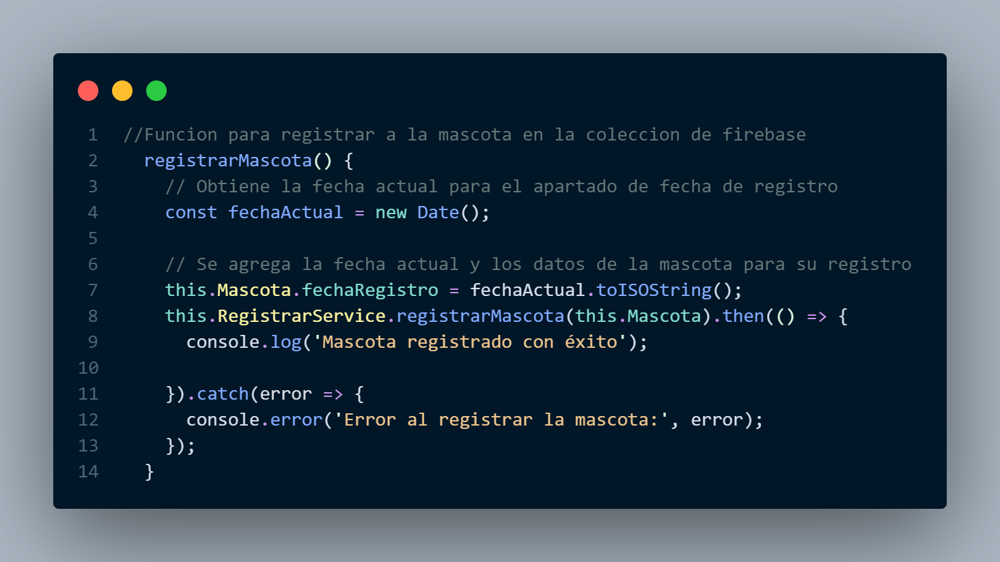 1 //Funcion para registrar a la mascota en la coleccion de firebase
2 registrarMascota() {
3 // Obtiene la fecha actual para el apartado de fecha de registro
4 const fechaActual = new Date();
5
6 // Se agrega la fecha actual y los datos de la mascota para su registro
7 this.Mascota.fechaRegistro = fechaActual.toISOString();
8 this.RegistrarService.registrarMascota(this.Mascota).then(() => {
9 console.log('Mascota registrado con éxito');
10
11 }).catch(error => {
12 console.error('Error al registrar la mascota:', error);
13 });
14 }